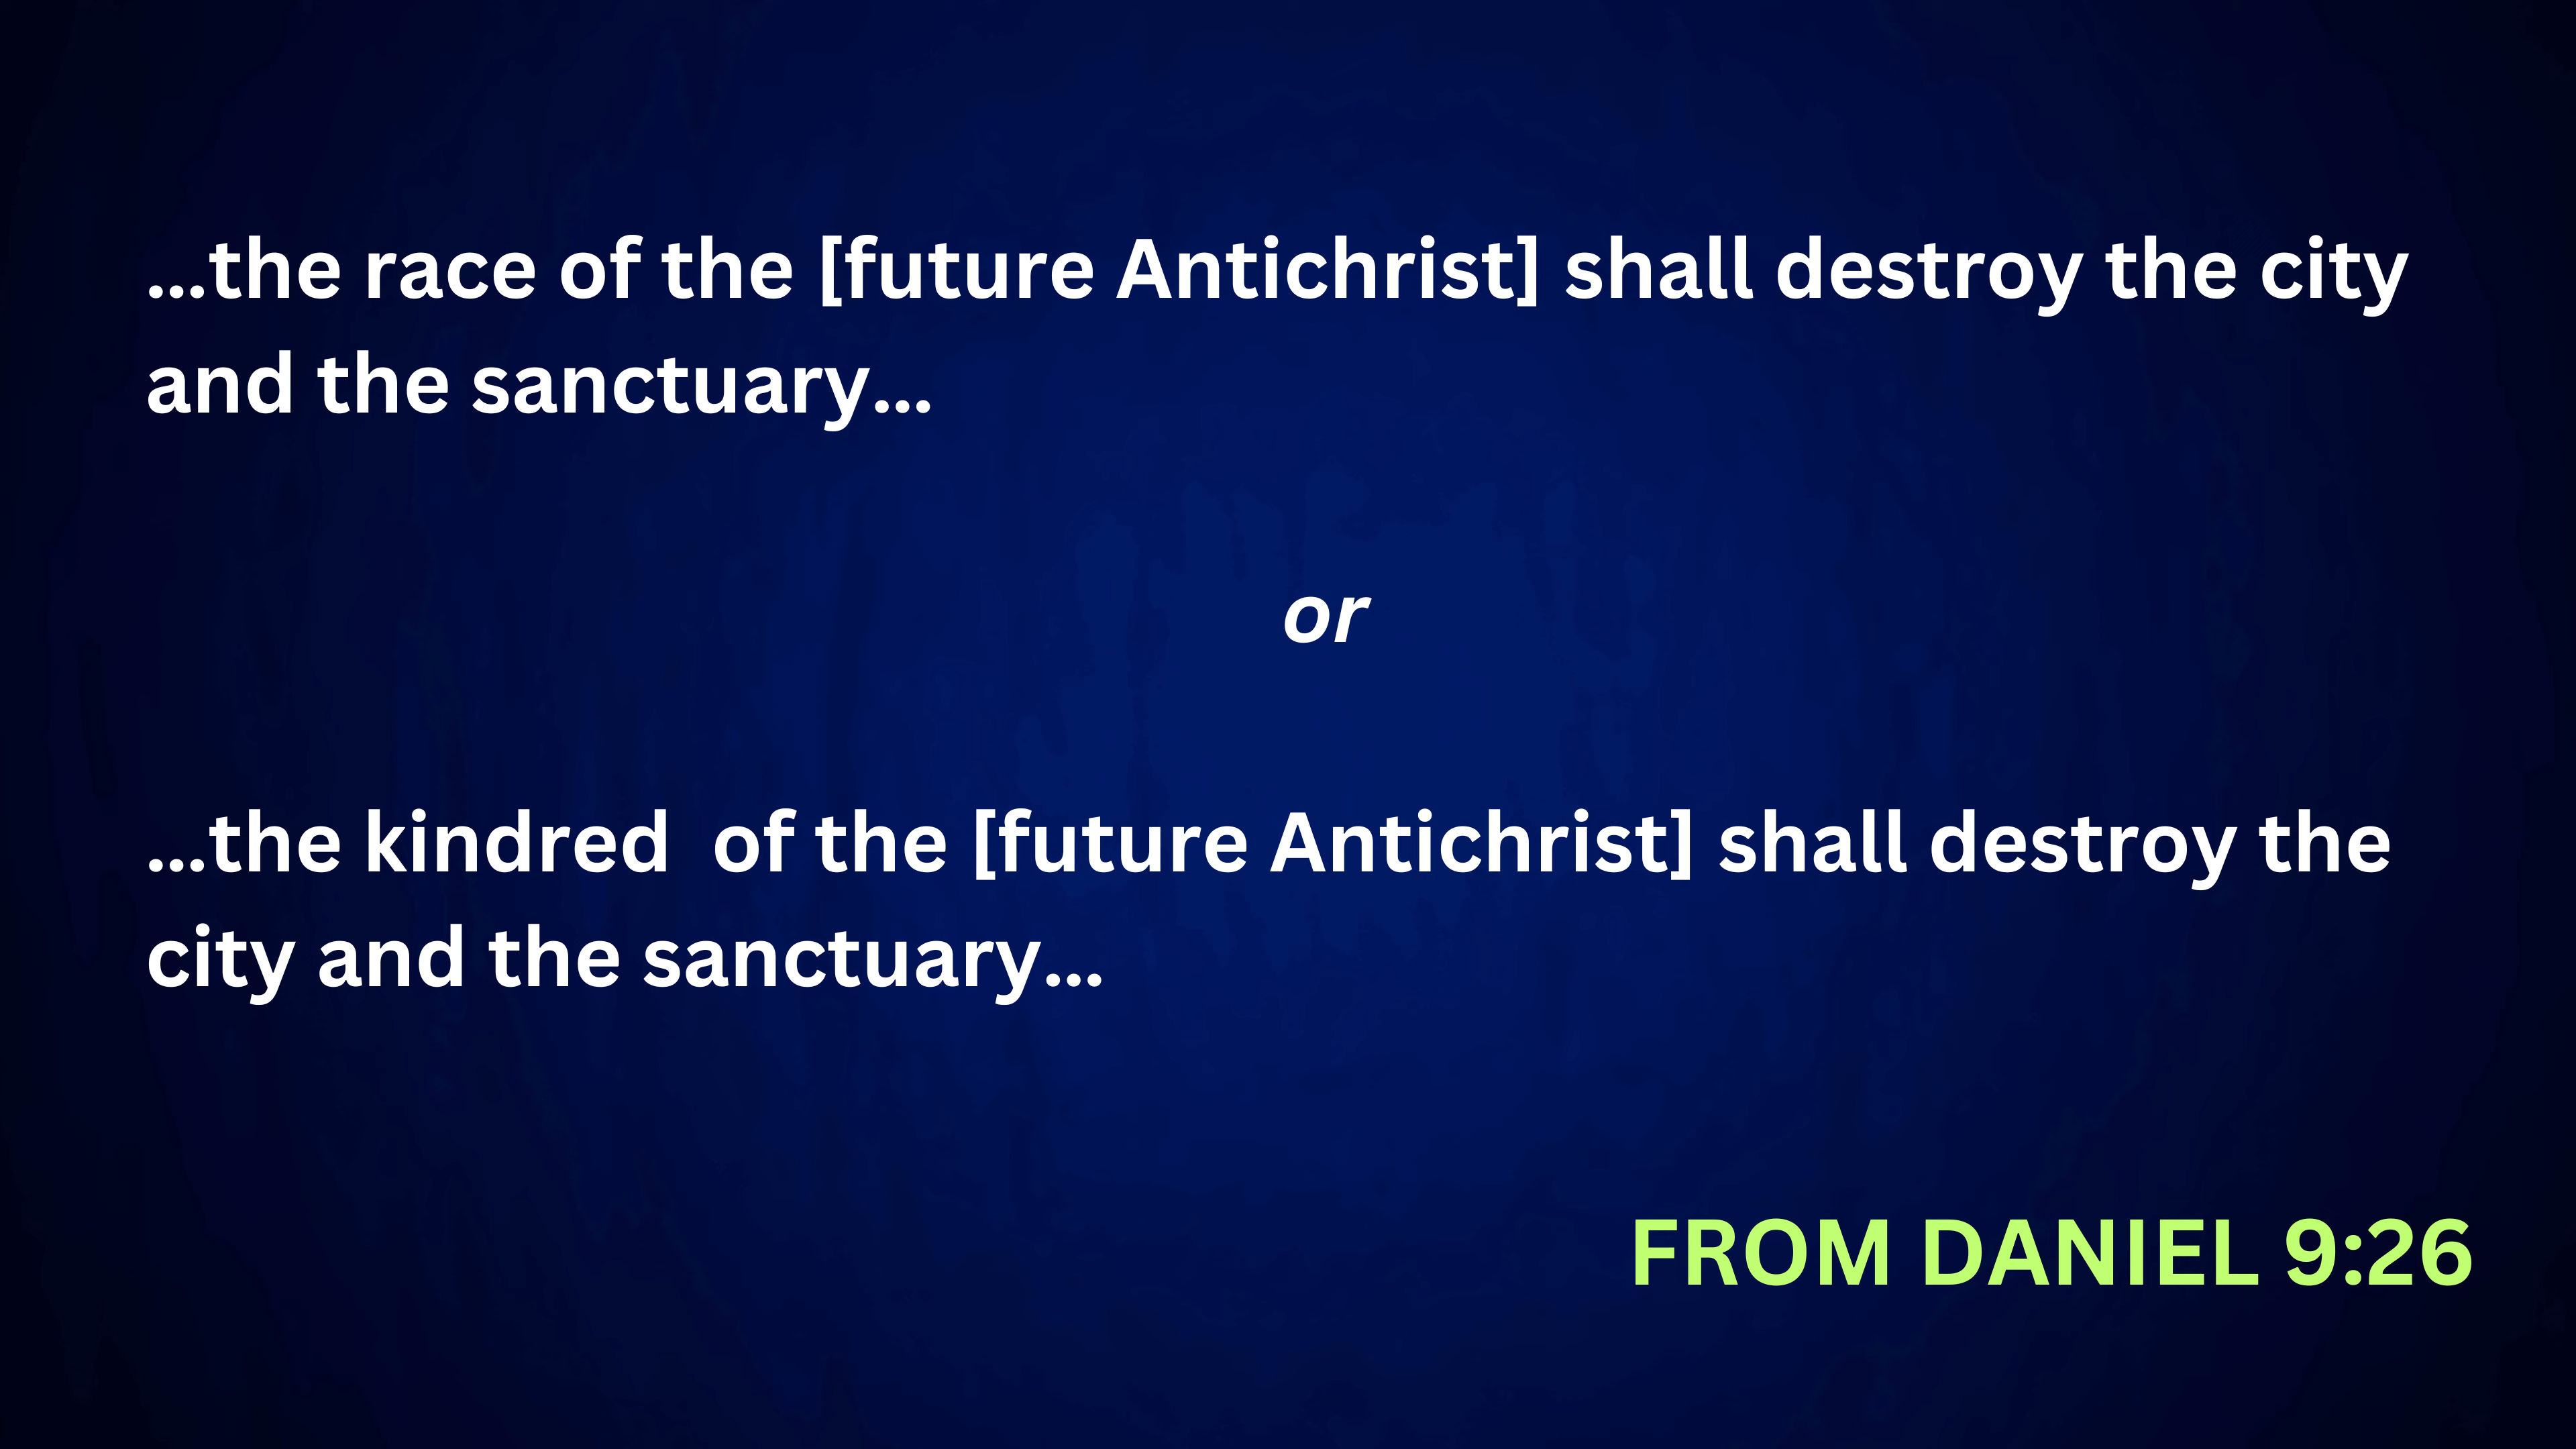 ...the race of the [future Antichrist] shall destroy the city
and the sanctuary...
or
...the kindred  of the [future Antichrist] shall destroy the
city and the sanctuary...
FROM DANIEL 9:26